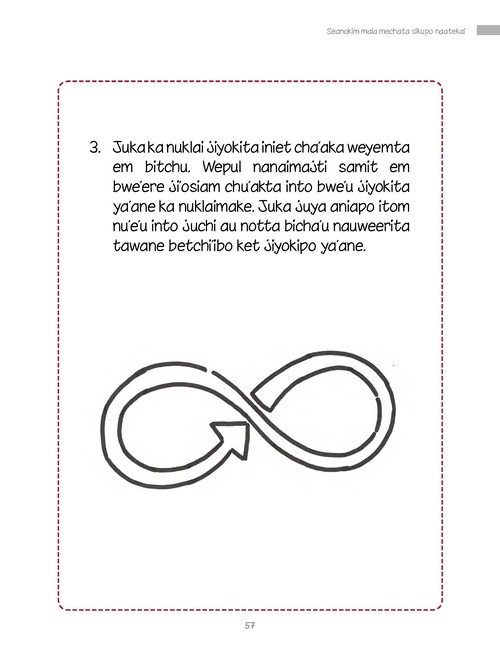 Seanokim mala mechata sikupo naatekai
3. Juka ka nuklai jiyokita iniet cha'aka weyemta
em bitchu. Wepul nanaimajti samit em
bwe'ere ji'osiam chu'akta into bwe'u jiyokita
ya'ane ka nuklaimake. Juka juya aniapo itom
nu'e'u into juchi au notta bicha'u nauweerita
tawane betchi'ibo ket jiyokipo ya'ane.
57